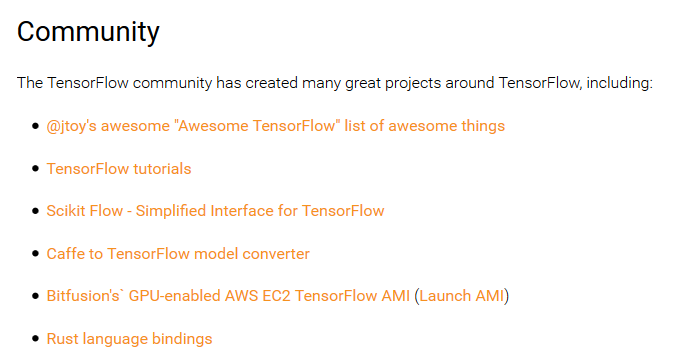 Community
The TensorFlow community has created many great projects around TensorFlow, including:
@jtoy's awesome "Awesome TensorFlow" list of awesome things
TensorFlow tutorials
Scikit Flow - Simplified Interface for TensorFlow
Caffe to TensorFlow model converter
Bitfusion's` GPU-enabled AWS EC2 TensorFlow AMI (Launch AMI)
Rust language bindings